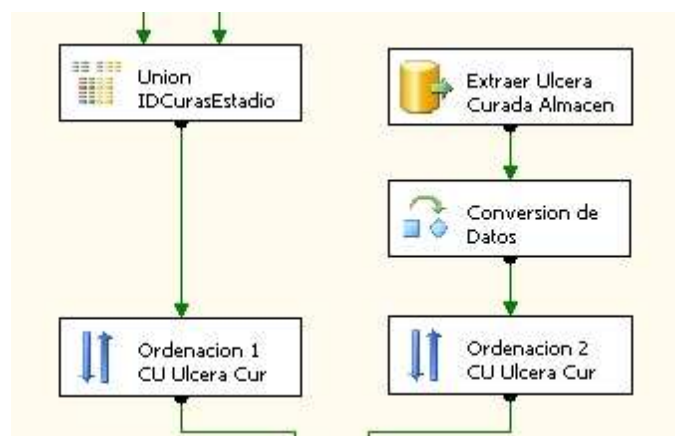 Union
IDCurasEstadio
Extraer Ulcera
Curada Almacen
Conversion de
Datos
Ordenacion 1
CU Ulcera Cur
Ordenacion 2
CU Ulcera Cur